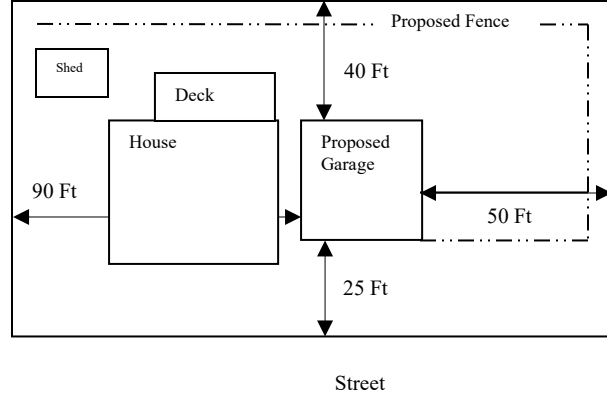 Proposed Fence
Shed
40 Ft
Deck
House
Proposed
Garage
90 Ft
50 Ft
25 Ft
Street